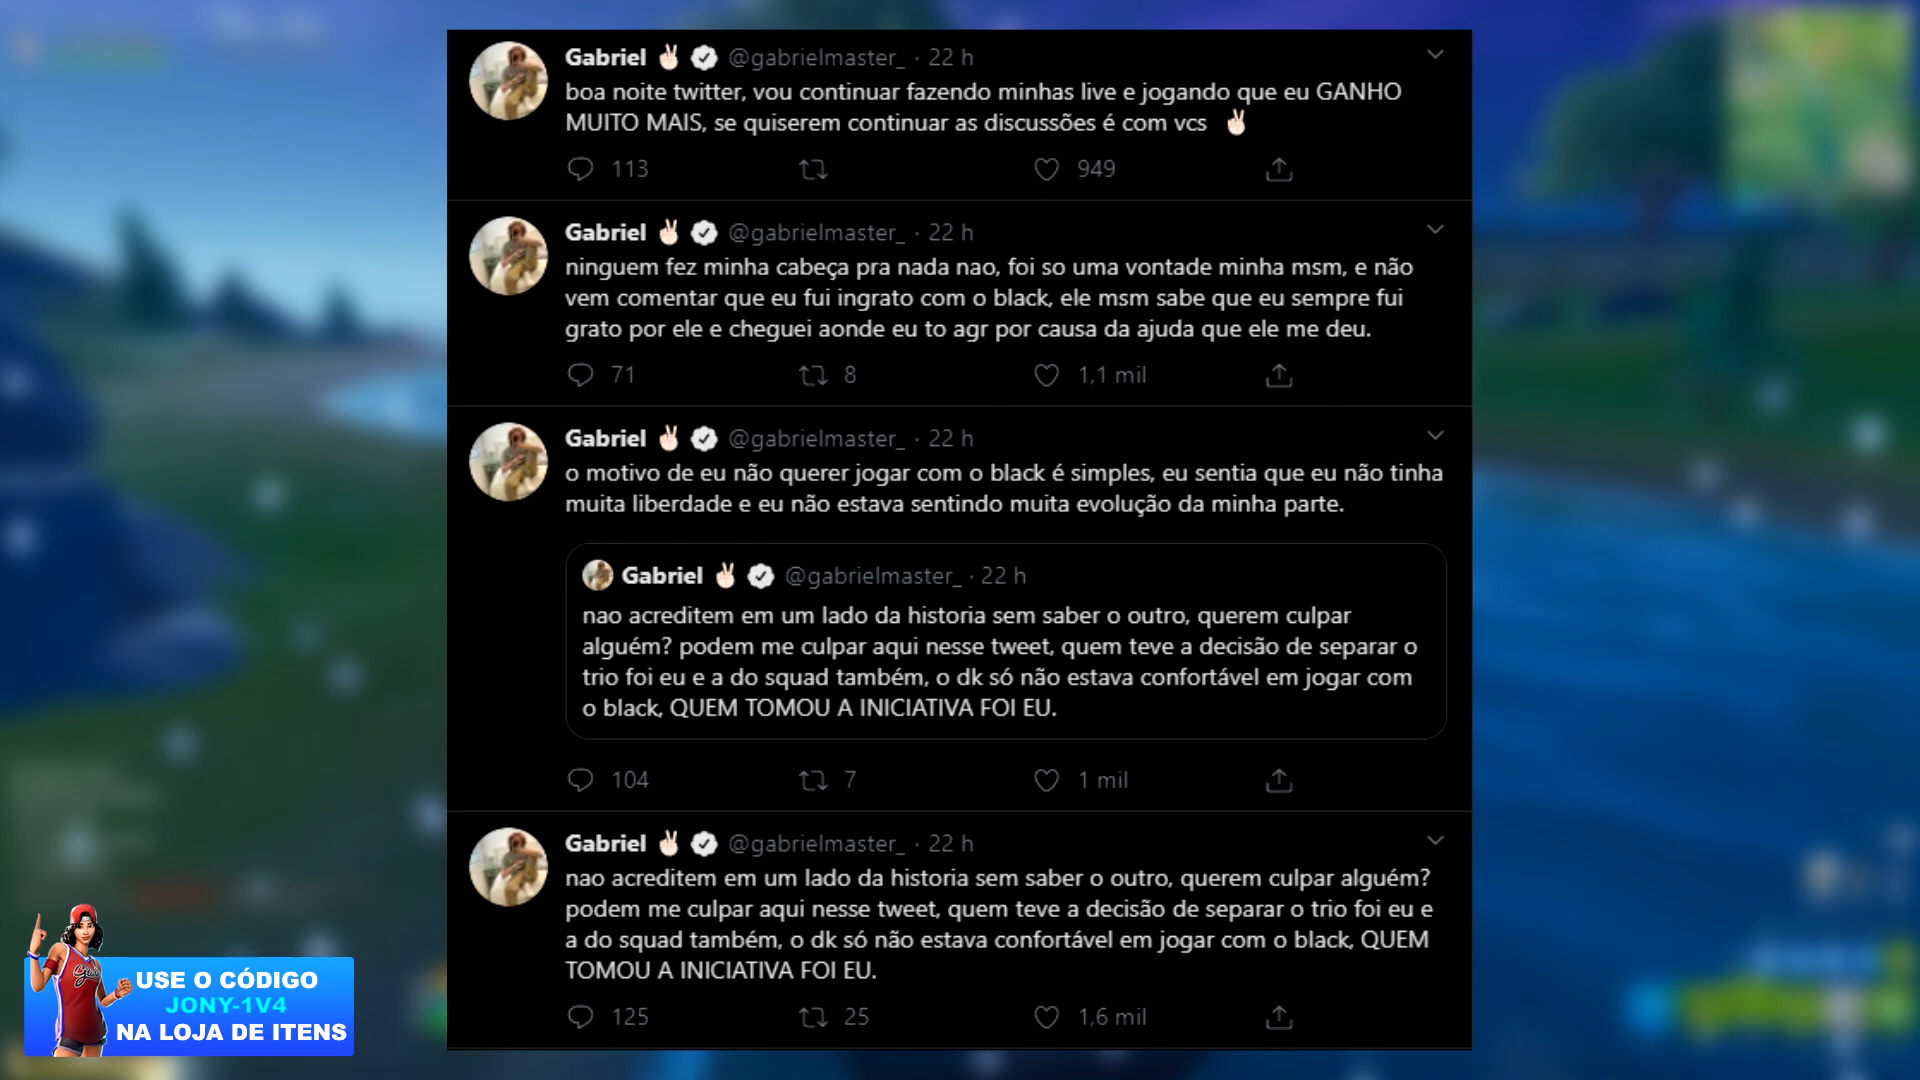 Gabriel ✌🏻 @gabrielmaster_ · 22 h
boa noite twitter, vou continuar fazendo minhas live e jogando que eu GANHO
MUITO MAIS, se quiserem continuar as discussões é com vcs ✌🏻
113 949
Gabriel ✌🏻 @gabrielmaster_ · 22 h
ninguem fez minha cabeça pra nada nao, foi so uma vontade minha msm, e não
vem comentar que eu fui ingrato com o black, ele msm sabe que eu sempre fui
grato por ele e cheguei aonde eu to agr por causa da ajuda que ele me deu.
71 8 1,1 mil
Gabriel ✌🏻 @gabrielmaster_ · 22 h
o motivo de eu não querer jogar com o black é simples, eu sentia que eu não tinha
muita liberdade e eu não estava sentindo muita evolução da minha parte.
Gabriel ✌🏻 @gabrielmaster_ · 22 h
nao acreditem em um lado da historia sem saber o outro, querem culpar
alguém? podem me culpar aqui nesse tweet, quem teve a decisão de separar o
trio foi eu e a do squad também, o dk só não estava confortável em jogar com
o black, QUEM TOMOU A INICIATIVA FOI EU.
104 7 1 mil
Gabriel ✌🏻 @gabrielmaster_ · 22 h
nao acreditem em um lado da historia sem saber o outro, querem culpar alguém?
podem me culpar aqui nesse tweet, quem teve a decisão de separar o trio foi eu e
a do squad também, o dk só não estava confortável em jogar com o black, QUEM
TOMOU A INICIATIVA FOI EU.
125 25 1,6 mil
USE O CÓDIGO
JONY-1V4
NA LOJA DE ITENS